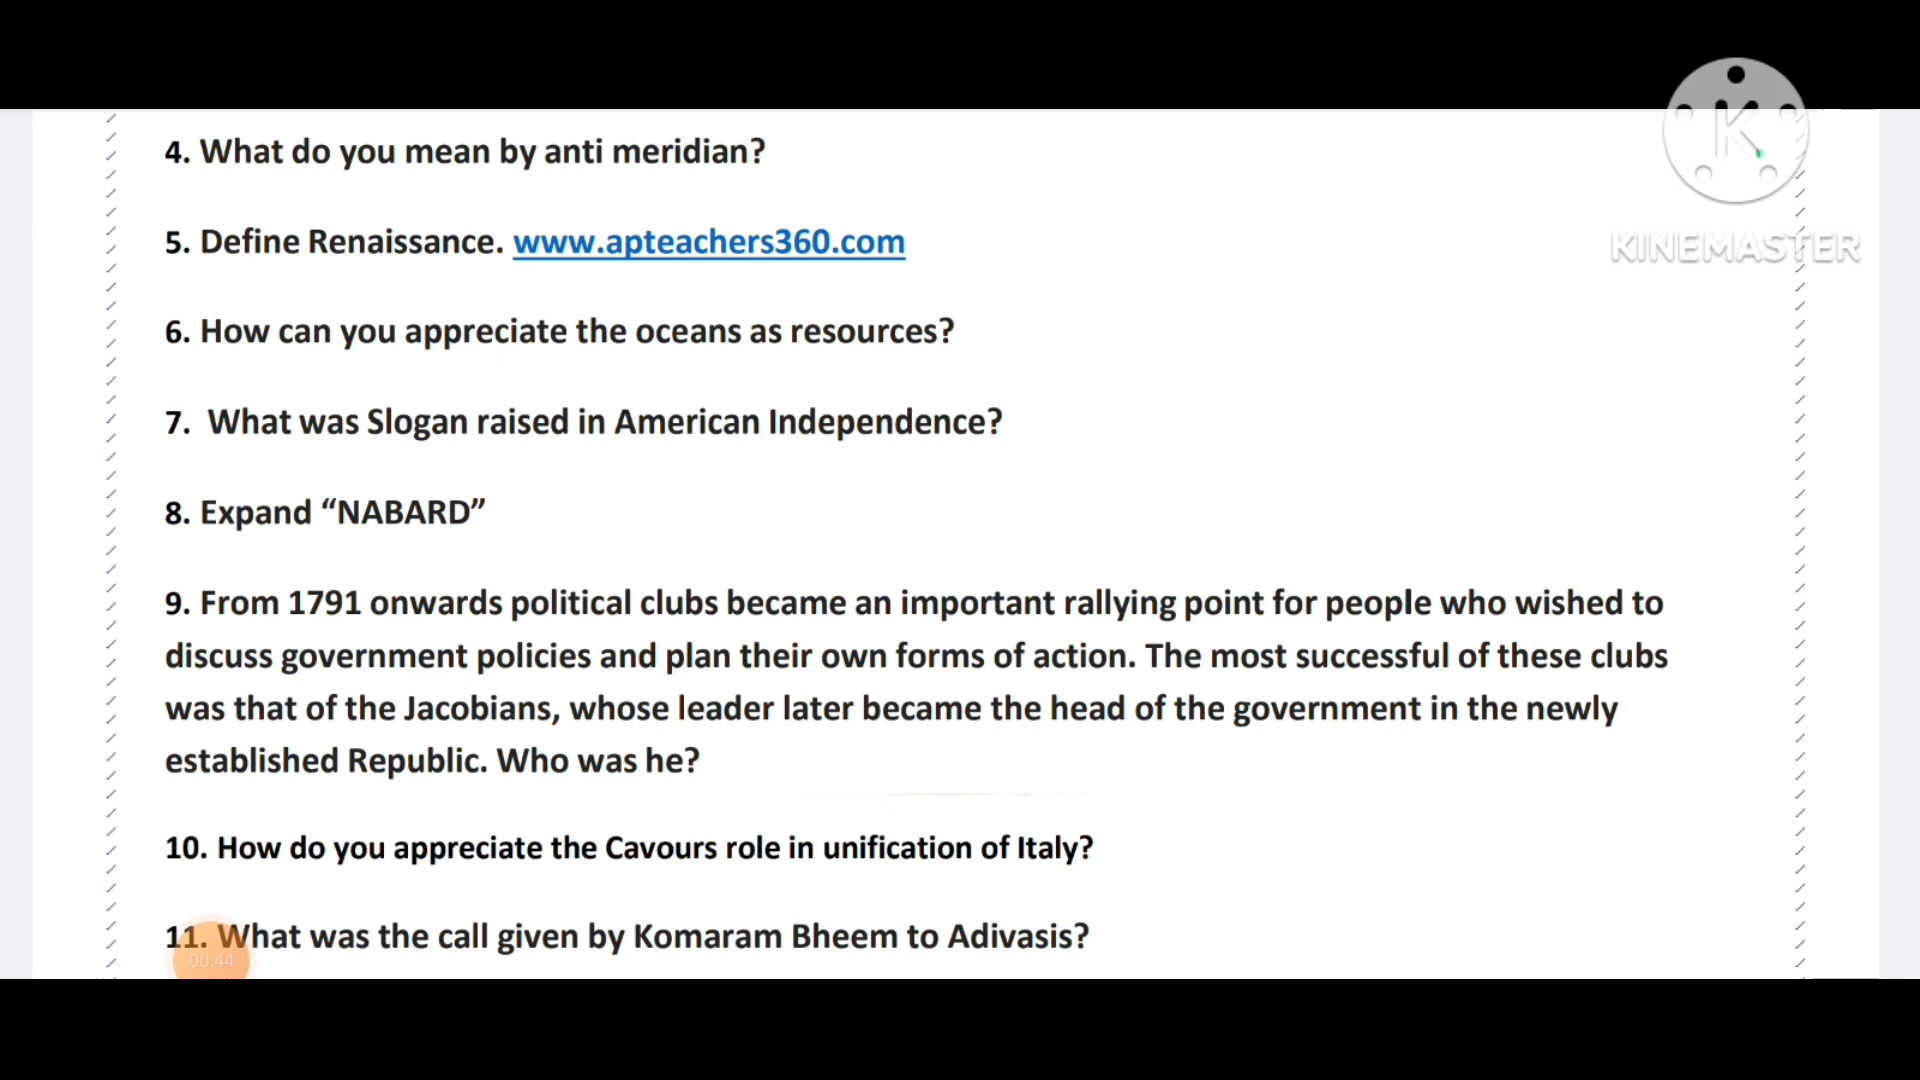 K
KINEMASTER
4. What do you mean by anti meridian?
5. Define Renaissance. www.apteachers360.com
6. How can you appreciate the oceans as resources?
7. What was Slogan raised in American Independence?
8. Expand “NABARD”
9. From 1791 onwards political clubs became an important rallying point for people who wished to
discuss government policies and plan their own forms of action. The most successful of these clubs
was that of the Jacobians, whose leader later became the head of the government in the newly
established Republic. Who was he?
10. How do you appreciate the Cavours role in unification of Italy?
11. What was the call given by Komaram Bheem to Adivasis?
00:44